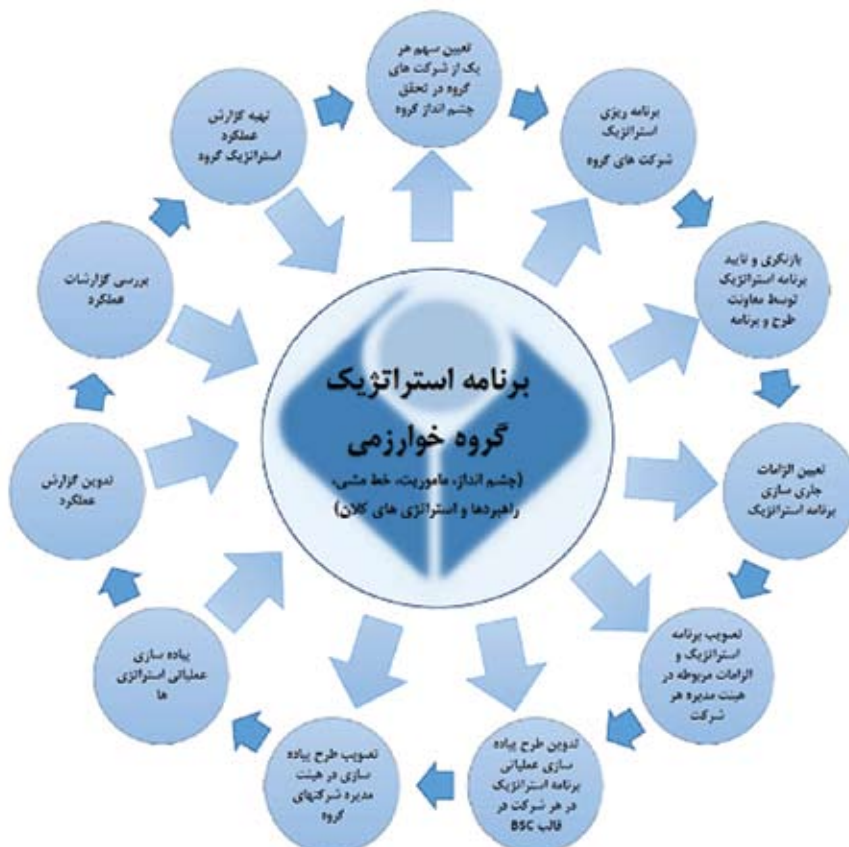 تعیین سهم هر
یک از شرکت های
گروه در تحقق
چشم انداز گروه
برنامه ریزی
استراتژیک
شرکت های گروه
بازنگری و تایید
برنامه استراتژیک
توسط معاونت
طرح و برنامه
تعیین الزامات
جاری سازی
برنامه استراتژیک
تصویب برنامه
استراتژیک و
الزامات مربوطه در
هیئت مدیره هر
شرکت
تدوین طرح پیاده
سازی عملیاتی
برنامه استراتژیک
در هر شرکت در
قالب BSC
تصویب طرح پیاده
سازی در هیئت
مدیره شرکتهای
گروه
پیاده سازی
عملیاتی استراتژی
ها
تدوین گزارش
عملکرد
بررسی گزارشات
عملکرد
تهیه گزارش
عملکرد
استراتژیک گروه
برنامه استراتژیک
گروه خوارزمی
(چشم انداز، ماموریت، خط مشی،
راهبردها و استراتژی های کلان)